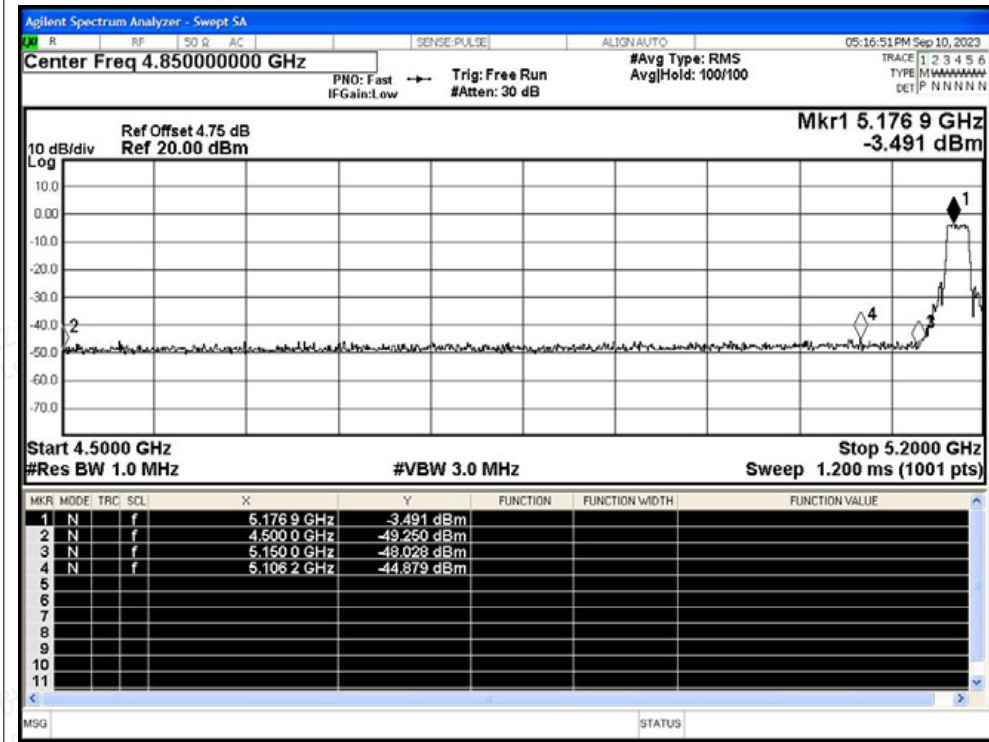 Agilent Spectrum Analyzer - Swept SA
R RF 50 Ω AC SENSE:PULSE ALIGN AUTO 05:16:51 PM Sep 10, 2023
Center Freq 4.850000000 GHz
PNO: Fast
IFGain:Low
Trig: Free Run
#Atten: 30 dB
#Avg Type: RMS
Avg|Hold: 100/100
TRACE 1 2 3 4 5 6
TYPE M
DET P N N N N N
Mkr1 5.176 9 GHz
-3.491 dBm
Ref Offset 4.75 dB
10 dB/div Ref 20.00 dBm
Log
10.0
0.00
-10.0
-20.0
-30.0
-40.0
-50.0
-60.0
-70.0
1
2
4
3
Start 4.5000 GHz Stop 5.2000 GHz
#Res BW 1.0 MHz #VBW 3.0 MHz Sweep 1.200 ms (1001 pts)
MKR MODE TRC SCL X Y FUNCTION FUNCTION WIDTH FUNCTION VALUE
1 N f 5.176 9 GHz -3.491 dBm
2 N f 4.500 0 GHz -49.250 dBm
3 N f 5.150 0 GHz -48.028 dBm
4 N f 5.106 2 GHz -44.879 dBm
5
6
7
8
9
10
11
MSG STATUS